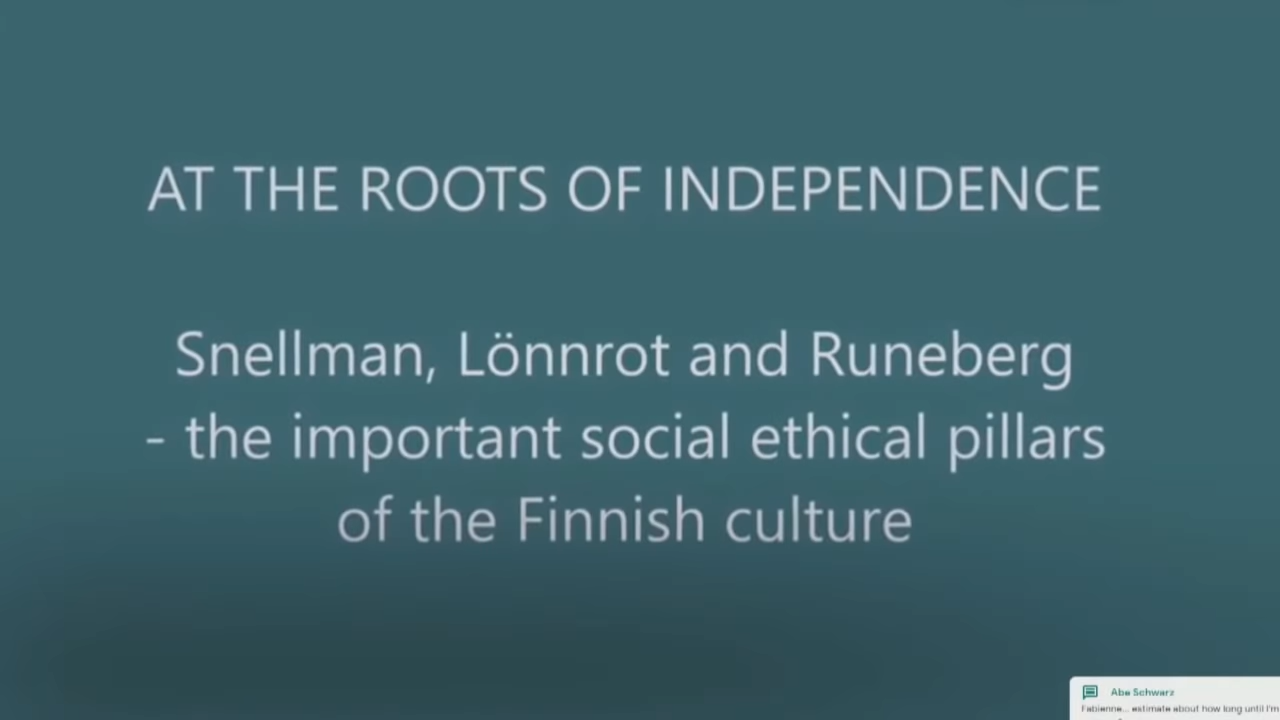 AT THE ROOTS OF INDEPENDENCE
Snellman, Lönnrot and Runeberg
- the important social ethical pillars
of the Finnish culture
Abe Schwarz
Fabienne... estimate about how long until I'm